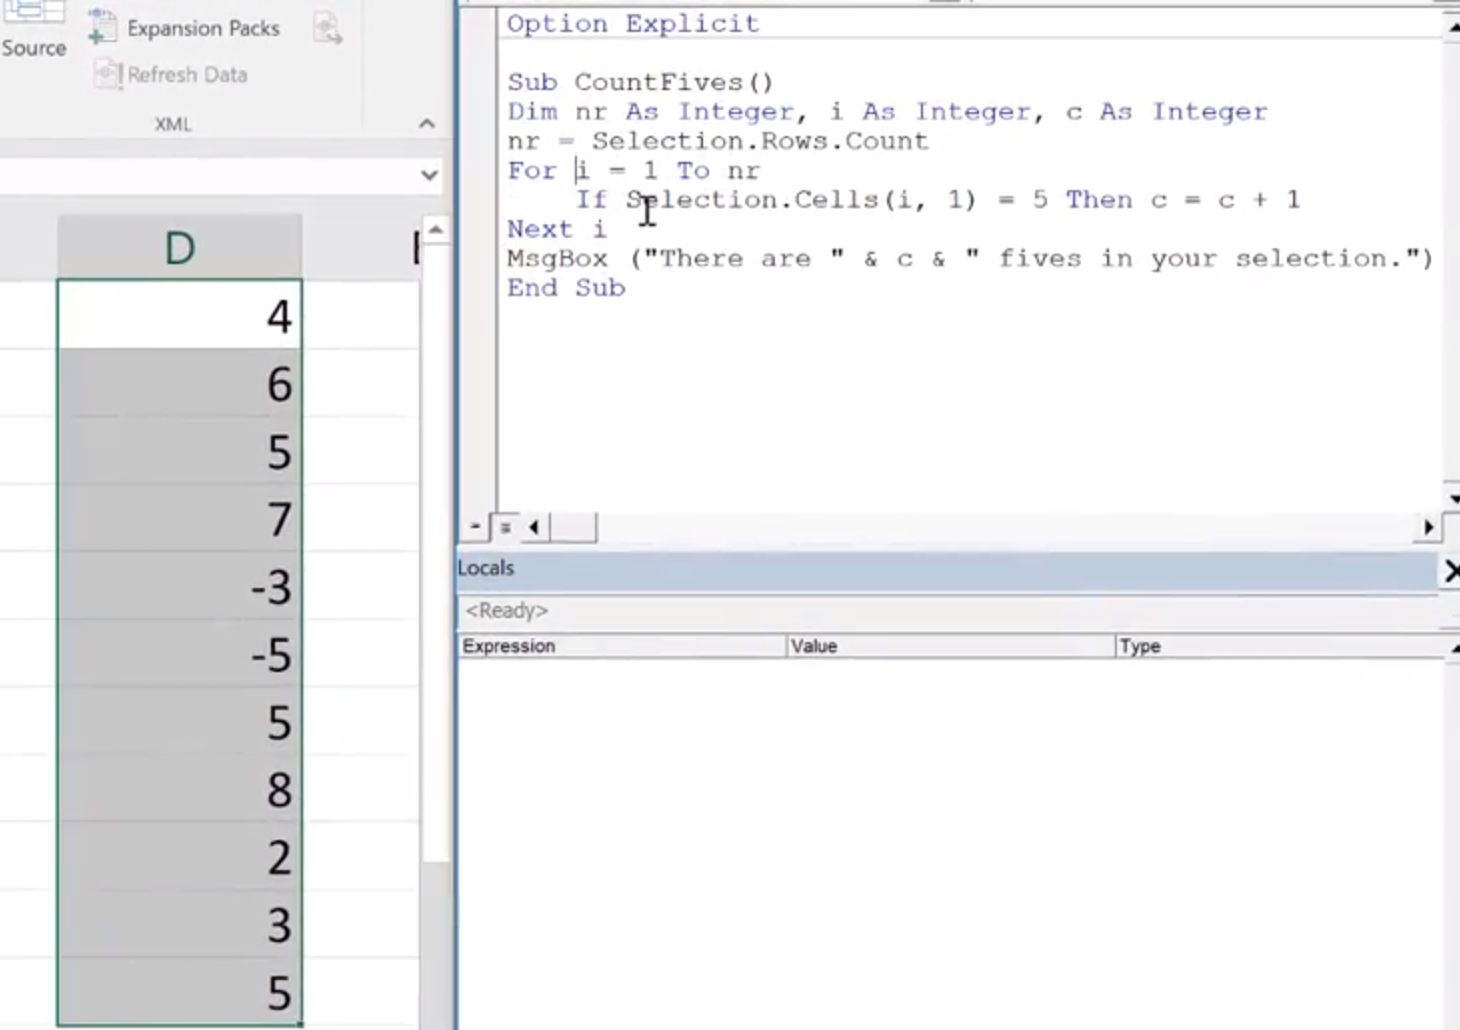 Source
Expansion Packs
Refresh Data
XML
D
4
6
5
7
-3
-5
5
8
2
3
5
Option Explicit
Sub CountFives()
Dim nr As Integer, i As Integer, c As Integer
nr = Selection.Rows.Count
For i = 1 To nr
If Selection.Cells(i, 1) = 5 Then c = c + 1
Next i
MsgBox ("There are " & c & " fives in your selection.")
End Sub
Locals
<Ready>
Expression Value Type